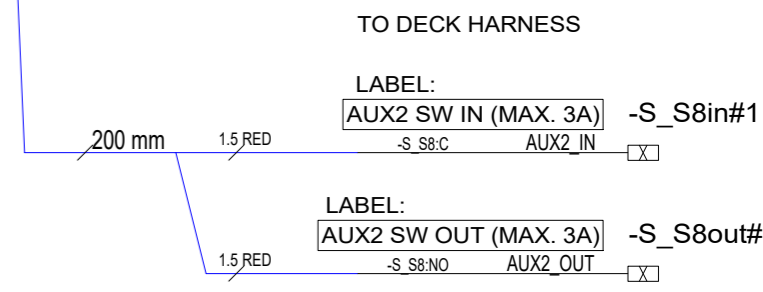 TO DECK HARNESS
LABEL:
AUX2 SW IN (MAX. 3A) -S_S8in#1
200 mm 1.5 RED -S_S8:C AUX2_IN
X
LABEL:
AUX2 SW OUT (MAX. 3A) -S_S8out#
1.5 RED -S_S8:NO AUX2_OUT
X